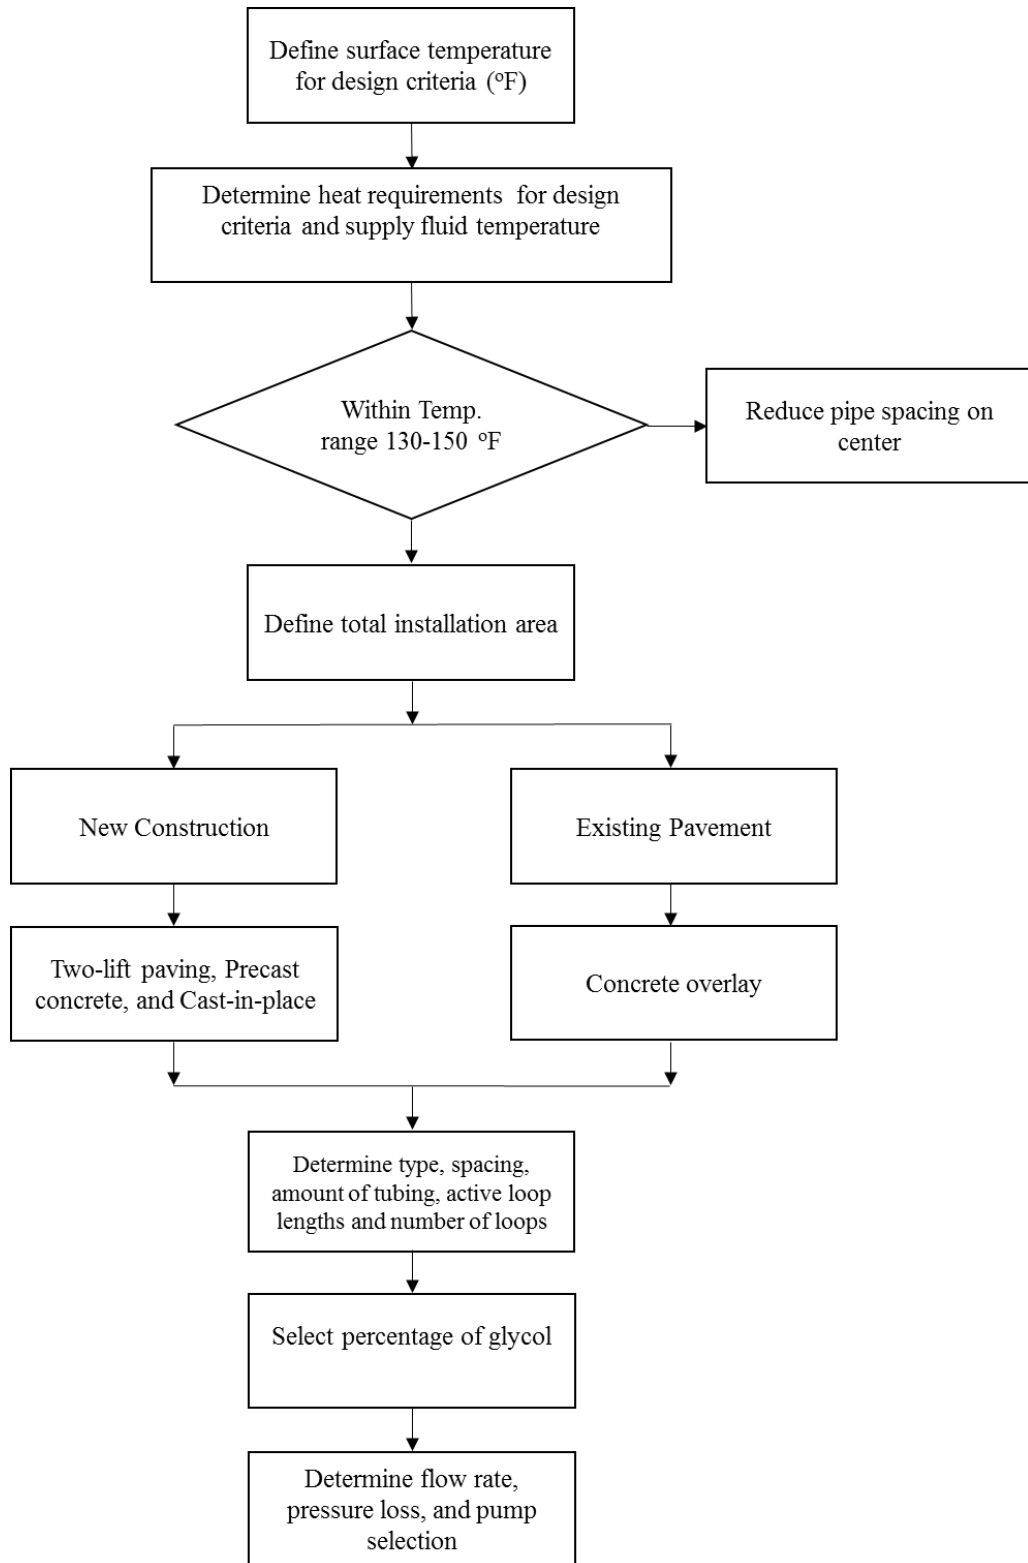 Define surface temperature
for design criteria (°F)
Determine heat requirements for design
criteria and supply fluid temperature
Within Temp.
range 130-150 °F
Reduce pipe spacing on
center
Define total installation area
New Construction
Existing Pavement
Two-lift paving, Precast
concrete, and Cast-in-place
Concrete overlay
Determine type, spacing,
amount of tubing, active loop
lengths and number of loops
Select percentage of glycol
Determine flow rate,
pressure loss, and pump
selection